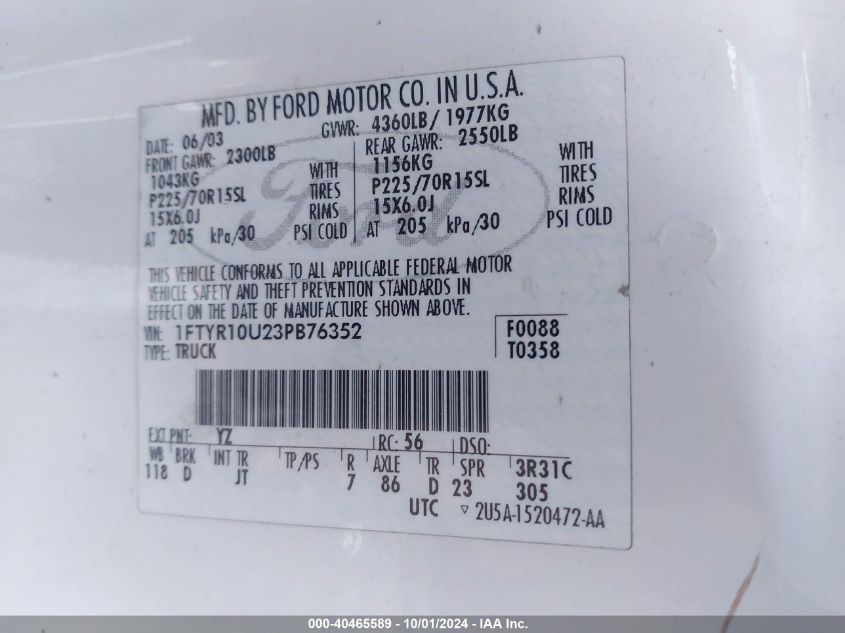 MFD. BY FORD MOTOR CO. IN U.S.A.
DATE: 06/03 GVWR: 4360LB/ 1977KG
FRONT GAWR: 2300LB REAR GAWR: 2550LB
1043KG WITH 1156KG WITH
P225/70R15SL TIRES P225/70R15SL TIRES
15X6.0J RIMS 15X6.0J RIMS
AT 205 kPa/30 PSI COLD AT 205 kPa/30 PSI COLD
Ford
THIS VEHICLE CONFORMS TO ALL APPLICABLE FEDERAL MOTOR
VEHICLE SAFETY AND THEFT PREVENTION STANDARDS IN
EFFECT ON THE DATE OF MANUFACTURE SHOWN ABOVE.
VIN: 1FTYR10U23PB76352 F0088
TYPE: TRUCK T0358
EXT PNT: YZ RC: 56 DSO:
WB BRK INT TR TP/PS R AXLE TR SPR 3R31C
118 D JT 7 86 D 23 305
UTC ▿ 2U5A-1520472-AA
000-40465589 - 10/01/2024 - IAA Inc.